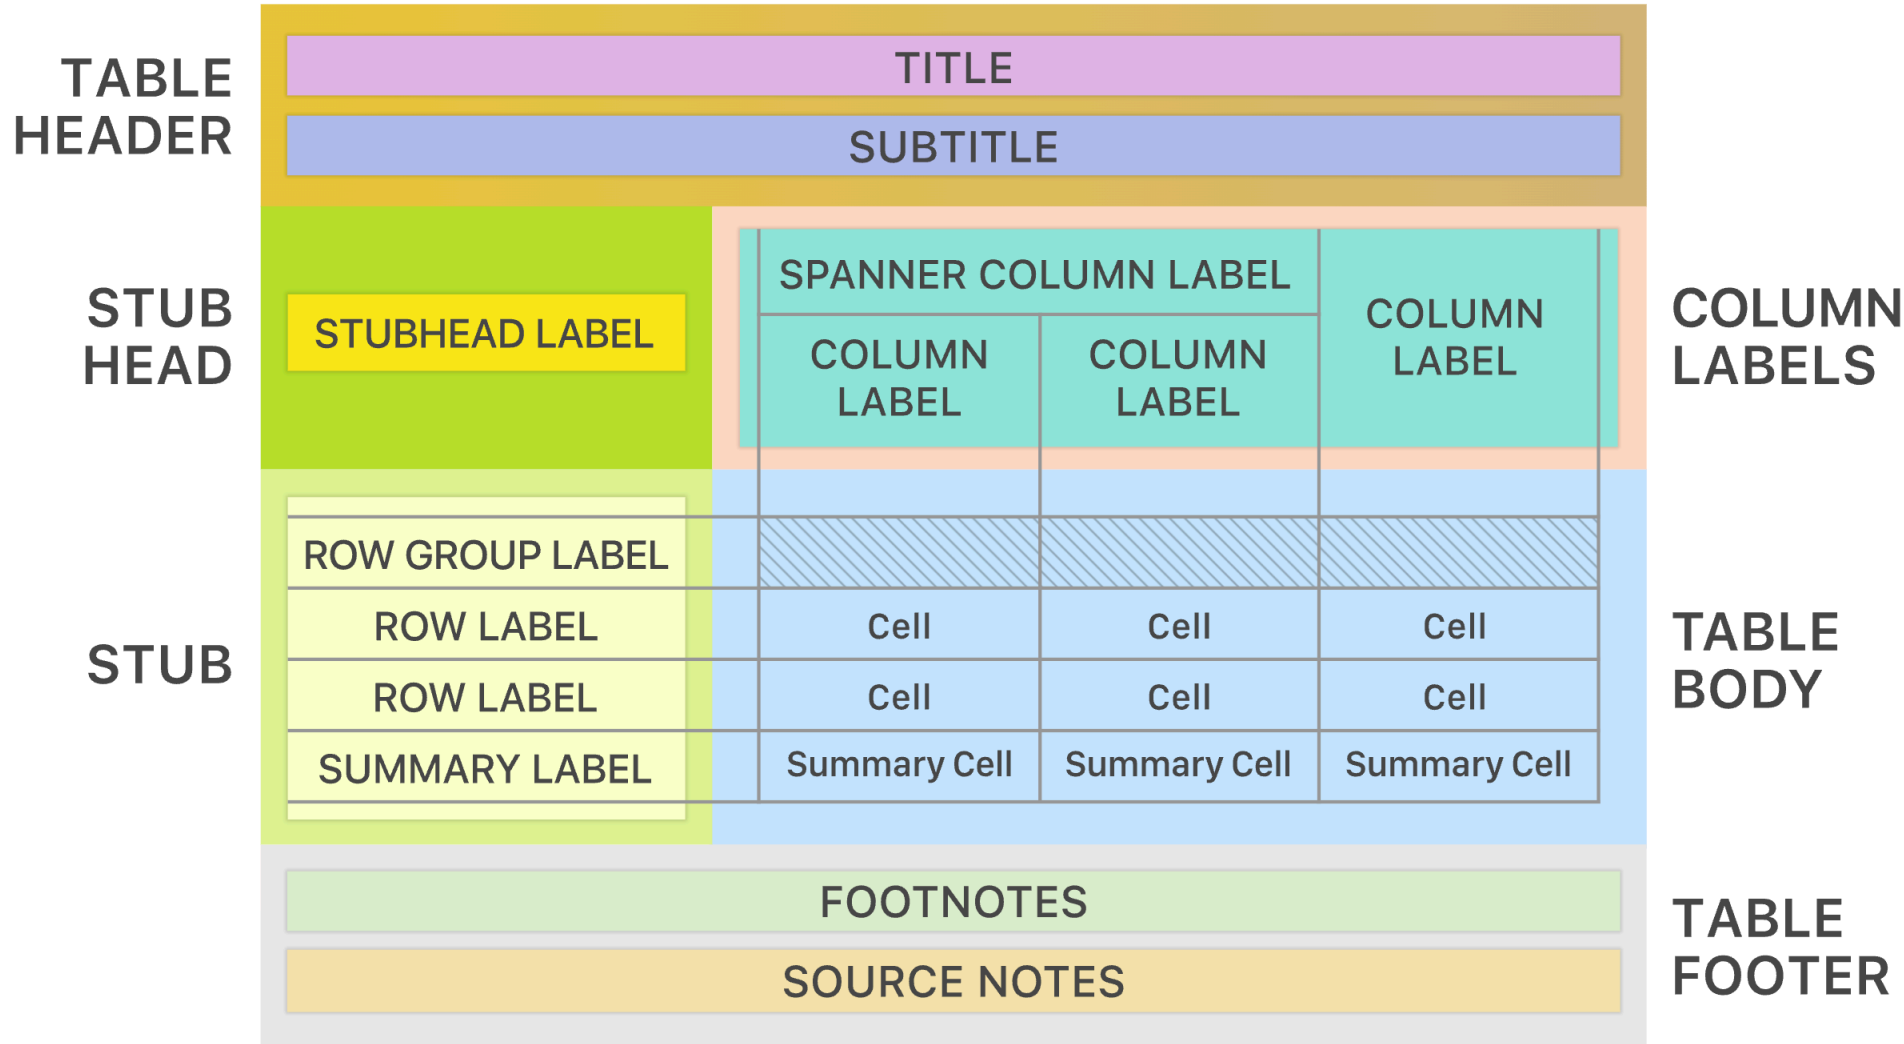 TABLE
HEADER
TITLE
SUBTITLE
STUB
HEAD
STUBHEAD LABEL
SPANNER COLUMN LABEL
COLUMN
LABEL
COLUMN
LABEL
COLUMN
LABEL
COLUMN
LABELS
STUB
ROW GROUP LABEL
ROW LABEL
Cell
Cell
Cell
ROW LABEL
Cell
Cell
Cell
SUMMARY LABEL
Summary Cell
Summary Cell
Summary Cell
TABLE
BODY
FOOTNOTES
SOURCE NOTES
TABLE
FOOTER